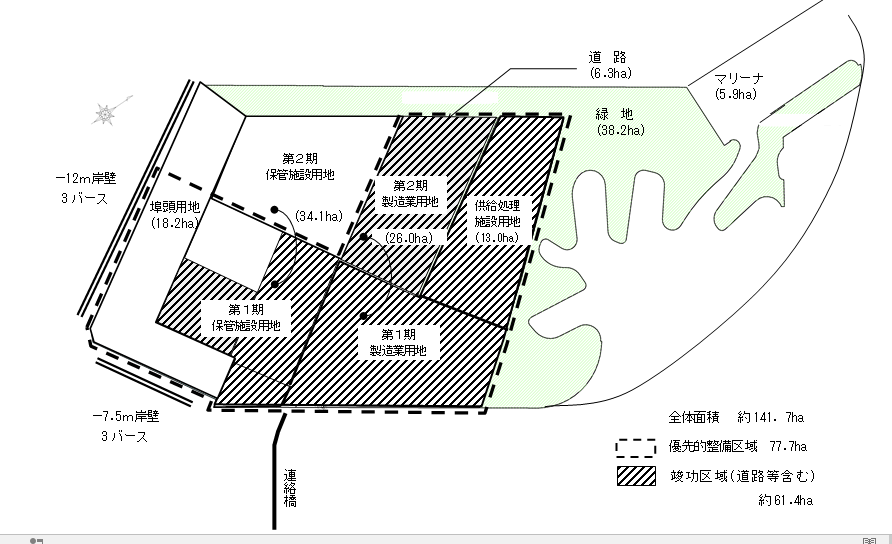 道 路
(6.3ha)
マリーナ
(5.9ha)
緑 地
(38.2ha)
第２期
保管施設用地
－12ｍ岸壁
３バース
第２期
製造業用地
供給処理
施設用地
(13.0ha)
埠頭用地
(18.2ha)
(34.1ha)
(26.0ha)
第１期
保管施設用地
第１期
製造業用地
－7.5ｍ岸壁
３バース
連絡橋
全体面積 約141.7ha
優先的整備区域 77.7ha
竣功区域(道路等含む)
約61.4ha